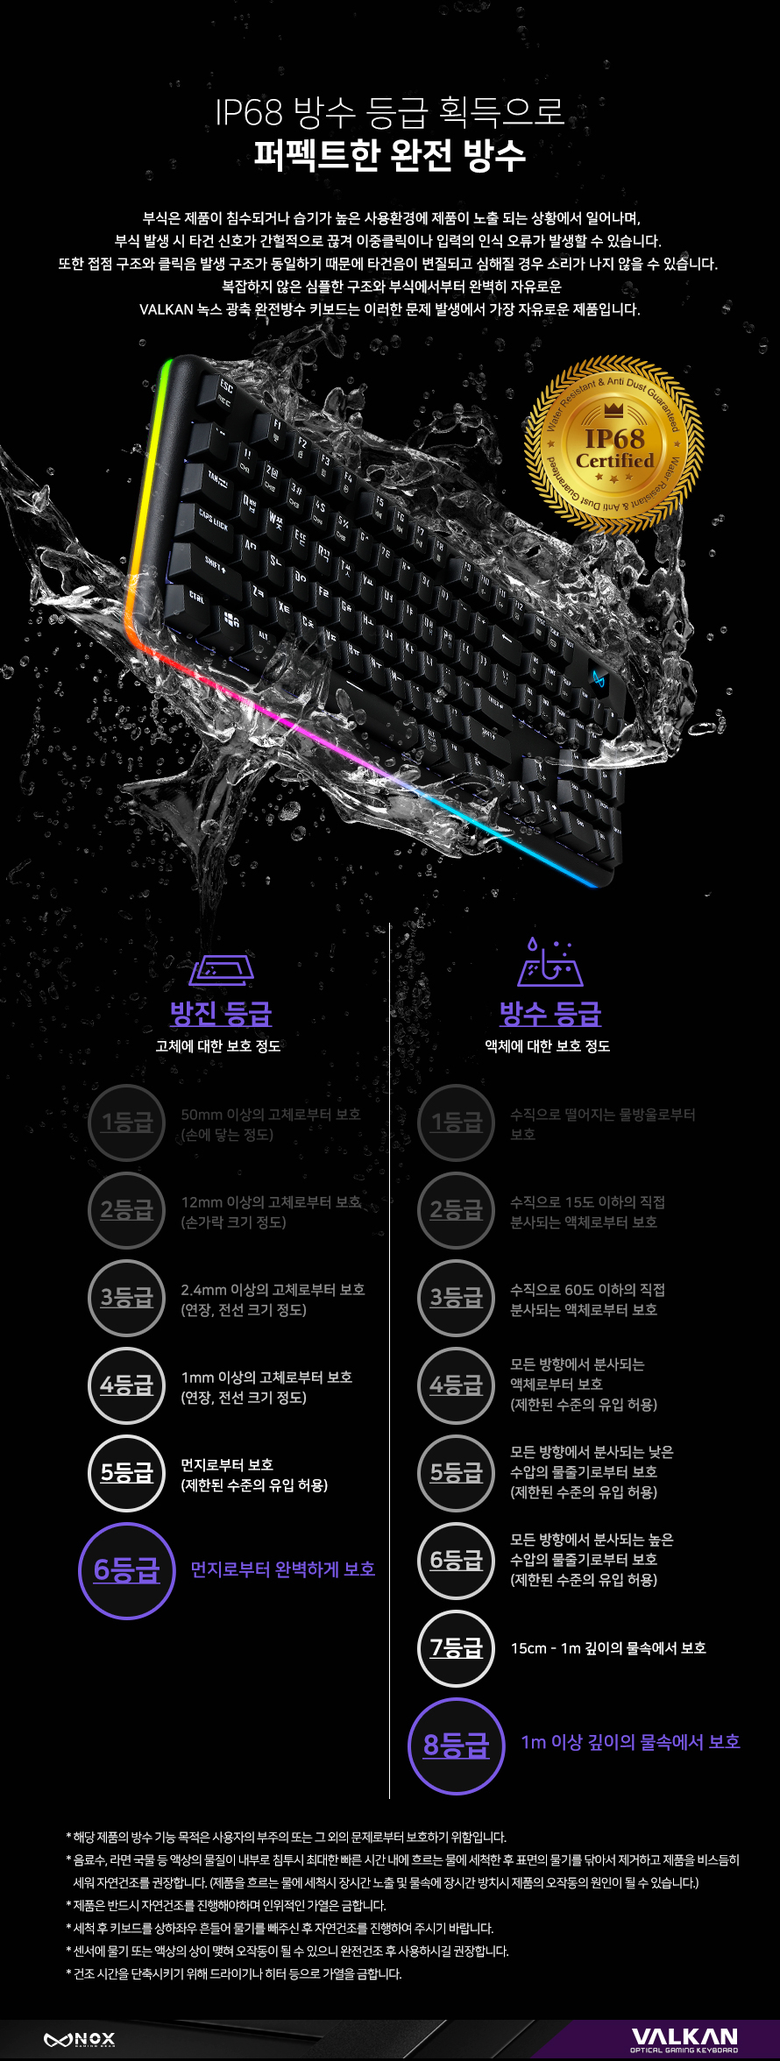 IP68 방수 등급 획득으로
퍼펙트한 완전 방수
부식은 제품이 침수되거나 습기가 높은 사용환경에 제품이 노출 되는 상황에서 일어나며,
부식 발생 시 타건 신호가 간헐적으로 끊겨 이중클릭이나 입력의 인식 오류가 발생할 수 있습니다.
또한 접점 구조와 클릭음 발생 구조가 동일하기 때문에 타건음이 변질되고 심해질 경우 소리가 나지 않을 수 있습니다.
복잡하지 않은 심플한 구조와 부식에서부터 완벽히 자유로운
VALKAN 녹스 광축 완전방수 키보드는 이러한 문제 발생에서 가장 자유로운 제품입니다.
Water Resistant & Anti Dust Guaranteed
IP68
Certified
Water Resistant & Anti Dust Guaranteed
ESC
F1
F2
F3
F4
F5
F6
F7
F8
TAB
CAPS LOCK
SHIFT
CTRL
ALT
방진 등급
고체에 대한 보호 정도
1등급
50mm 이상의 고체로부터 보호
(손에 닿는 정도)
2등급
12mm 이상의 고체로부터 보호
(손가락 크기 정도)
3등급
2.4mm 이상의 고체로부터 보호
(연장, 전선 크기 정도)
4등급
1mm 이상의 고체로부터 보호
(연장, 전선 크기 정도)
5등급
먼지로부터 보호
(제한된 수준의 유입 허용)
6등급
먼지로부터 완벽하게 보호
방수 등급
액체에 대한 보호 정도
1등급
수직으로 떨어지는 물방울로부터
보호
2등급
수직으로 15도 이하의 직접
분사되는 액체로부터 보호
3등급
수직으로 60도 이하의 직접
분사되는 액체로부터 보호
4등급
모든 방향에서 분사되는
액체로부터 보호
(제한된 수준의 유입 허용)
5등급
모든 방향에서 분사되는 낮은
수압의 물줄기로부터 보호
(제한된 수준의 유입 허용)
6등급
모든 방향에서 분사되는 높은
수압의 물줄기로부터 보호
(제한된 수준의 유입 허용)
7등급
15cm - 1m 깊이의 물속에서 보호
8등급
1m 이상 깊이의 물속에서 보호
* 해당 제품의 방수 기능 목적은 사용자의 부주의 또는 그 외의 문제로부터 보호하기 위함입니다.
* 음료수, 라면 국물 등 액상의 물질이 내부로 침투시 최대한 빠른 시간 내에 흐르는 물에 세척한 후 표면의 물기를 닦아서 제거하고 제품을 비스듬히
세워 자연건조를 권장합니다. (제품을 흐르는 물에 세척시 장시간 노출 및 물속에 장시간 방치시 제품의 오작동의 원인이 될 수 있습니다.)
* 제품은 반드시 자연건조를 진행해야하며 인위적인 가열은 금합니다.
* 세척 후 키보드를 상하좌우 흔들어 물기를 빼주신 후 자연건조를 진행하여 주시기 바랍니다.
* 센서에 물기 또는 액상의 상이 맺혀 오작동이 될 수 있으니 완전건조 후 사용하시길 권장합니다.
* 건조 시간을 단축시키기 위해 드라이기나 히터 등으로 가열을 금합니다.
NOX
GAMING GEAR
VALKAN
OPTICAL GAMING KEYBOARD